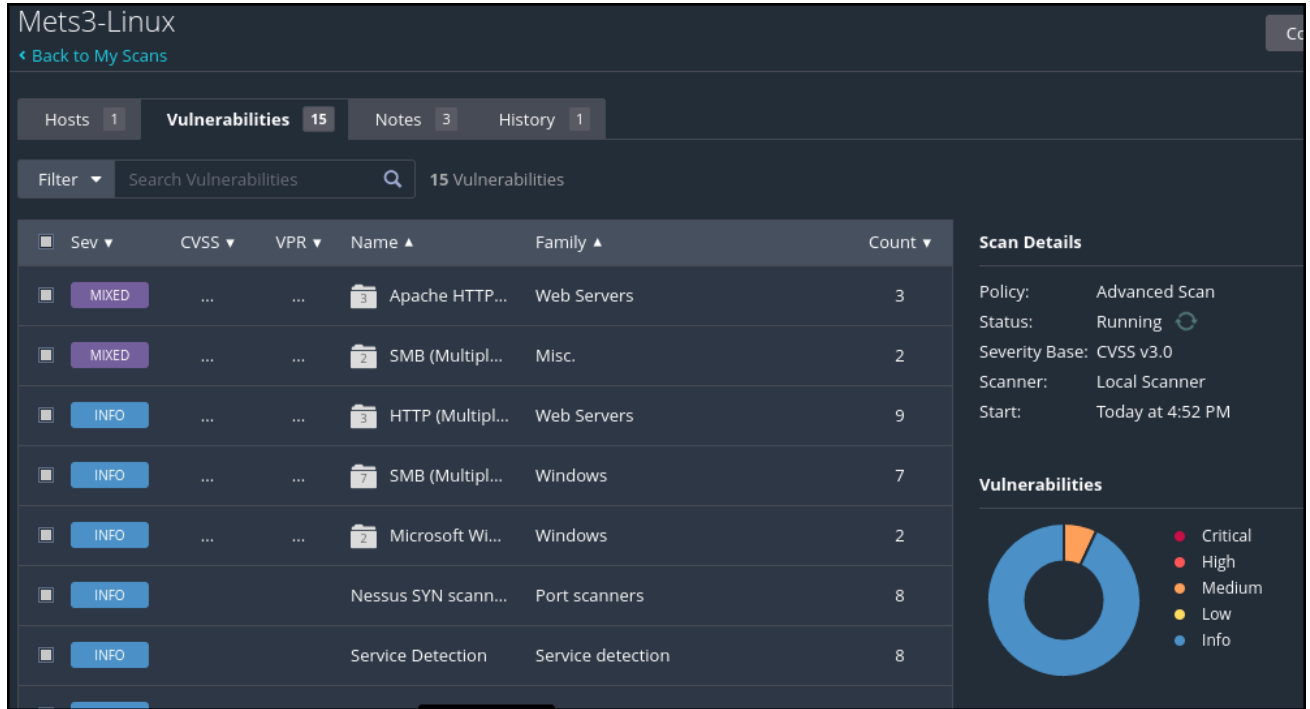 Mets3-Linux
Co
‹ Back to My Scans
Hosts 1 Vulnerabilities 15 Notes 3 History 1
Filter ▼ Search Vulnerabilities 15 Vulnerabilities
Sev ▼ CVSS ▼ VPR ▼ Name ▲ Family ▲ Count ▼
MIXED ... ... 3 Apache HTTP... Web Servers 3
MIXED ... ... 2 SMB (Multipl... Misc. 2
INFO ... ... 3 HTTP (Multipl... Web Servers 9
INFO ... ... 7 SMB (Multipl... Windows 7
INFO ... ... 2 Microsoft Wi... Windows 2
INFO Nessus SYN scann... Port scanners 8
INFO Service Detection Service detection 8
Scan Details
Policy: Advanced Scan
Status: Running
Severity Base: CVSS v3.0
Scanner: Local Scanner
Start: Today at 4:52 PM
Vulnerabilities
Critical
High
Medium
Low
Info